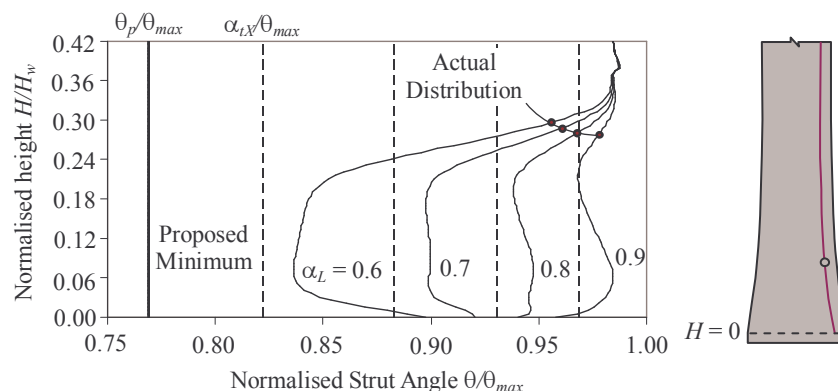 θp/θmax
αtX/θmax
0.42
0.36
0.30
0.24
0.18
0.12
0.06
0.00
Normalised height H/Hw
Actual
Distribution
Proposed
Minimum
αL = 0.6
0.7
0.8
0.9
0.75
0.80
0.85
0.90
0.95
1.00
Normalised Strut Angle θ/θmax
H = 0